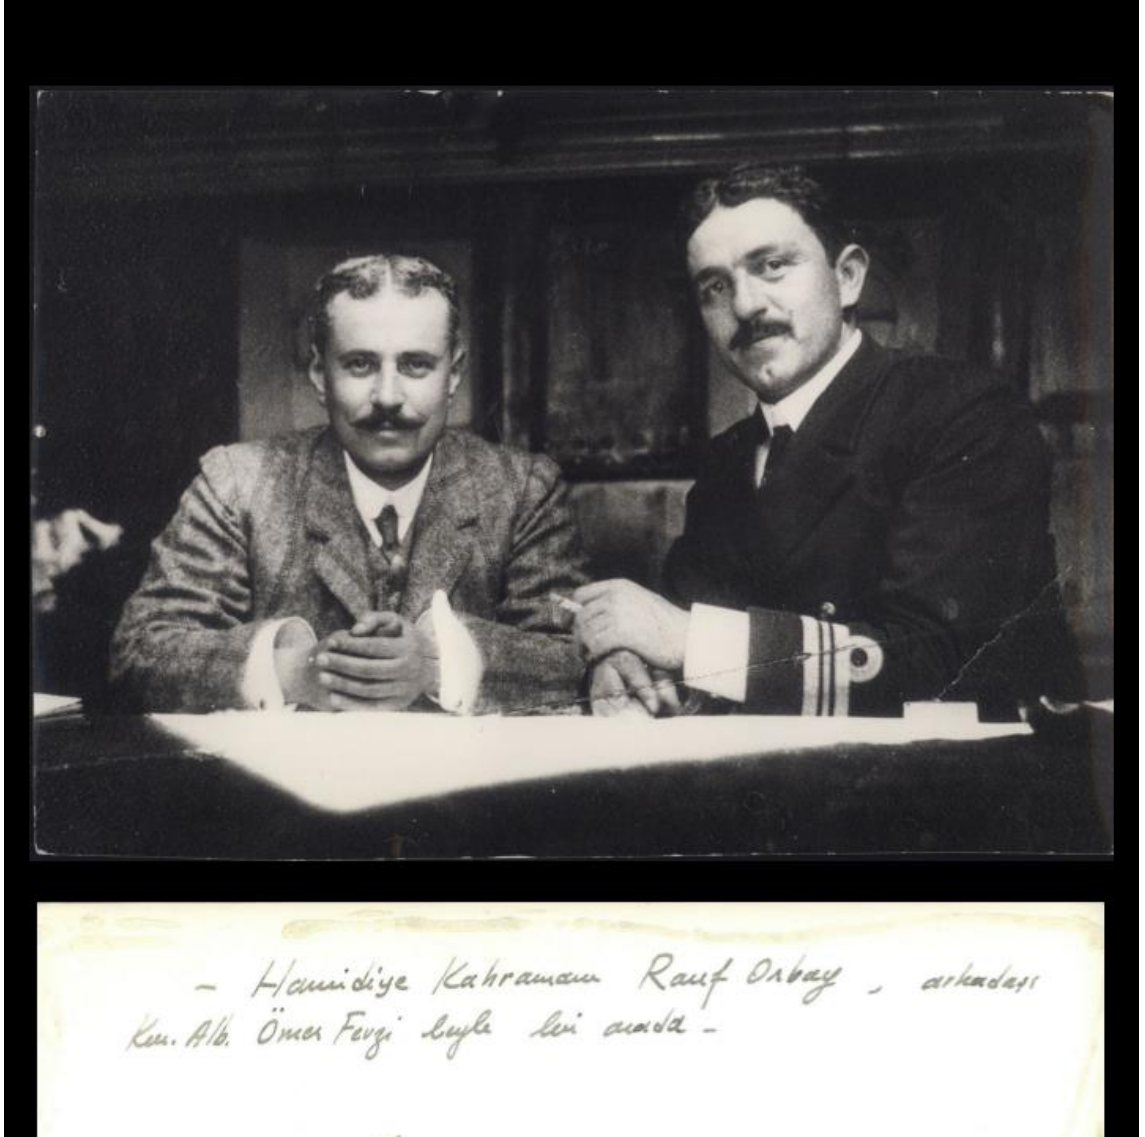 - Hamidiye Kahramanı Rauf Orbay, arkadaşı
Kur. Alb. Ömer Fevzi beyle bir arada -